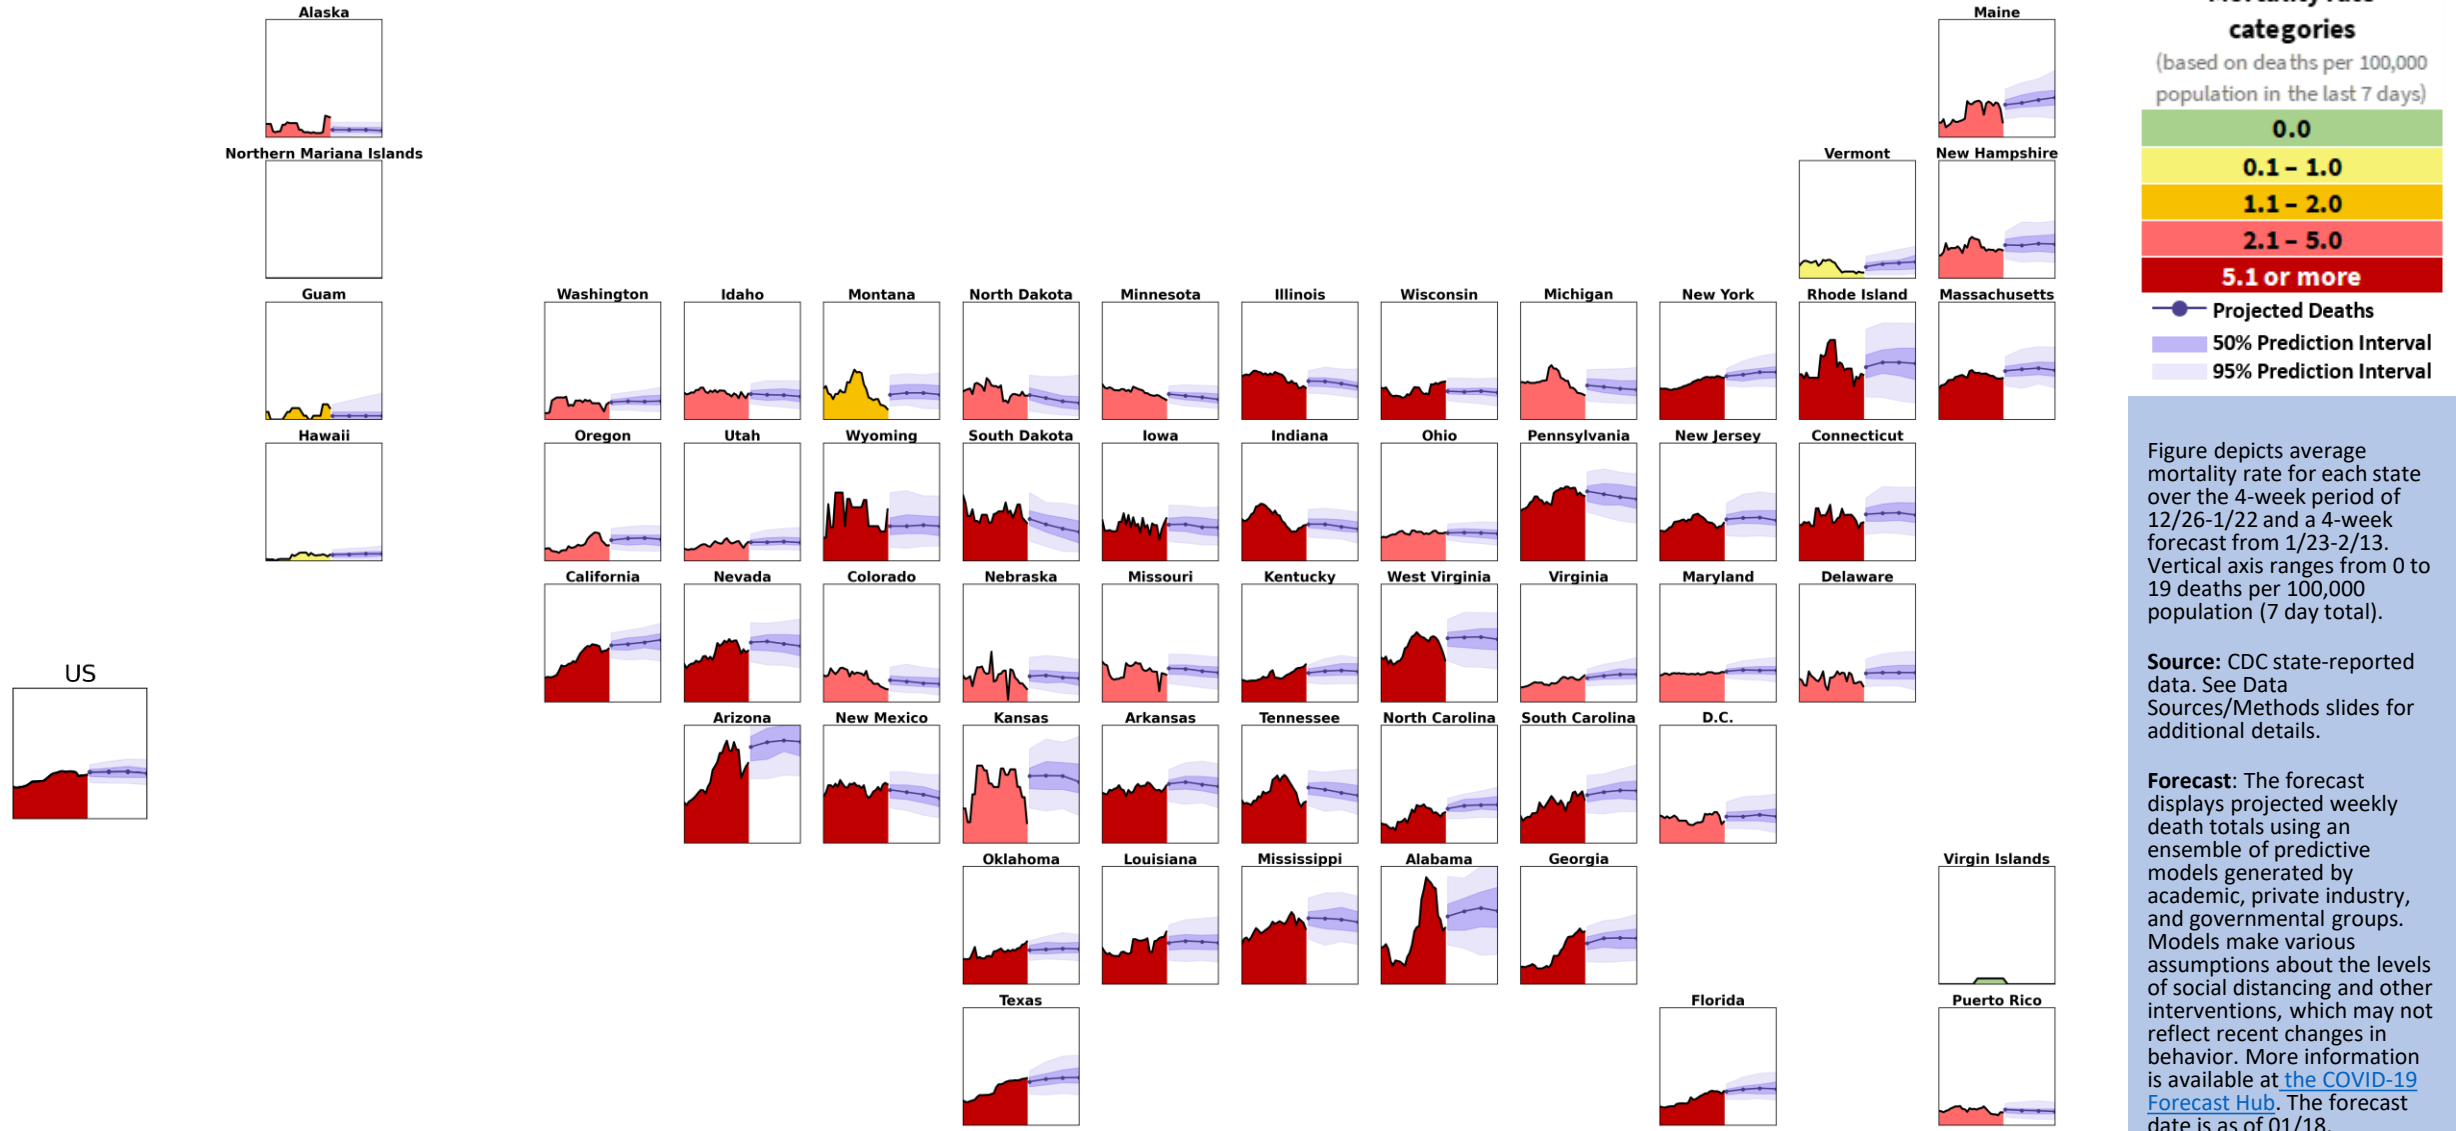 Alaska
Maine
Northern Mariana Islands
Vermont
New Hampshire
Guam
Washington
Idaho
Montana
North Dakota
Minnesota
Illinois
Wisconsin
Michigan
New York
Rhode Island
Massachusetts
Hawaii
Oregon
Utah
Wyoming
South Dakota
Iowa
Indiana
Ohio
Pennsylvania
New Jersey
Connecticut
California
Nevada
Colorado
Nebraska
Missouri
Kentucky
West Virginia
Virginia
Maryland
Delaware
US
Arizona
New Mexico
Kansas
Arkansas
Tennessee
North Carolina
South Carolina
D.C.
Oklahoma
Louisiana
Mississippi
Alabama
Georgia
Virgin Islands
Texas
Florida
Puerto Rico
Mortality rate
categories
(based on deaths per 100,000
population in the last 7 days)
0.0
0.1 – 1.0
1.1 – 2.0
2.1 – 5.0
5.1 or more
Projected Deaths
50% Prediction Interval
95% Prediction Interval
Figure depicts average
mortality rate for each state
over the 4-week period of
12/26-1/22 and a 4-week
forecast from 1/23-2/13.
Vertical axis ranges from 0 to
19 deaths per 100,000
population (7 day total).
Source: CDC state-reported
data. See Data
Sources/Methods slides for
additional details.
Forecast: The forecast
displays projected weekly
death totals using an
ensemble of predictive
models generated by
academic, private industry,
and governmental groups.
Models make various
assumptions about the levels
of social distancing and other
interventions, which may not
reflect recent changes in
behavior. More information
is available at the COVID-19
Forecast Hub. The forecast
date is as of 01/18.